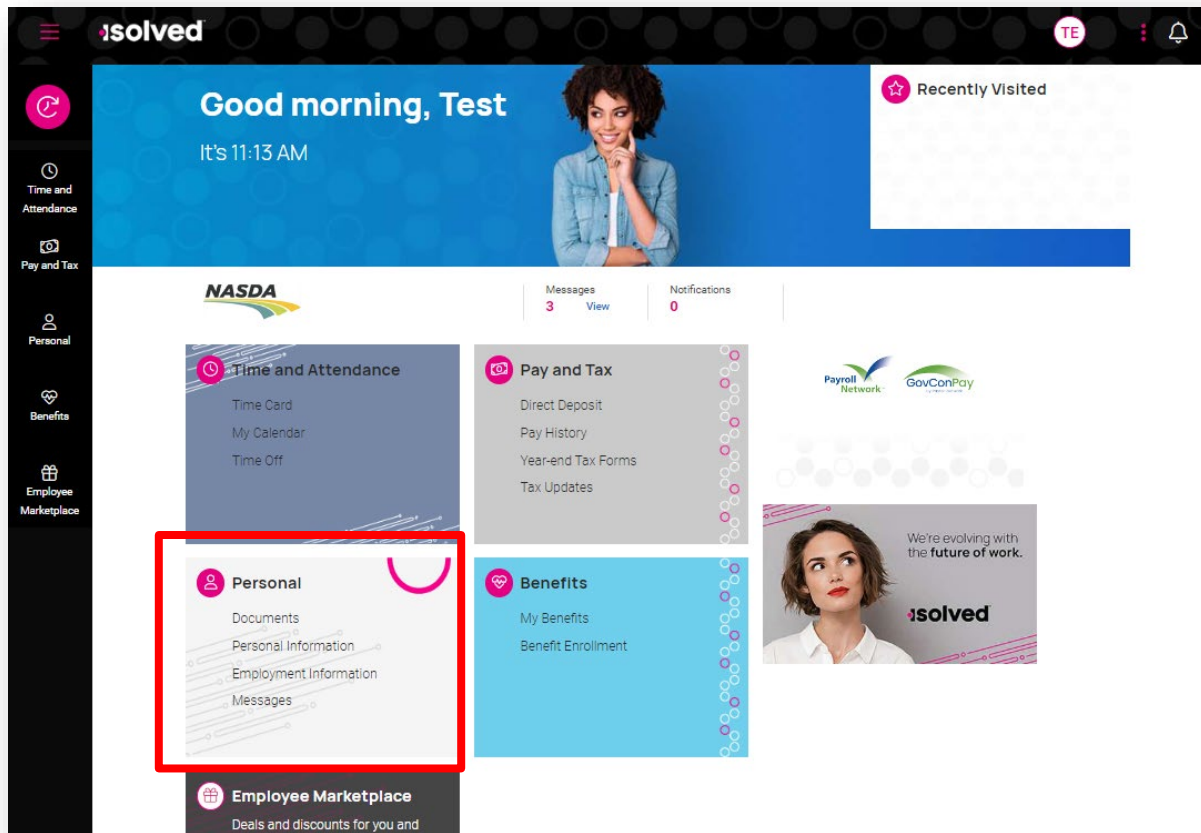 isolved
TE
Good morning, Test
It's 11:13 AM
Recently Visited
Time and
Attendance
Pay and Tax
Personal
Benefits
Employee
Marketplace
NASDA
Messages
3 View
Notifications
0
Time and Attendance
Time Card
My Calendar
Time Off
Pay and Tax
Direct Deposit
Pay History
Year-end Tax Forms
Tax Updates
Payroll
Network
GovConPay
Personal
Documents
Personal Information
Employment Information
Messages
Benefits
My Benefits
Benefit Enrollment
We're evolving with
the future of work.
isolved
Employee Marketplace
Deals and discounts for you and